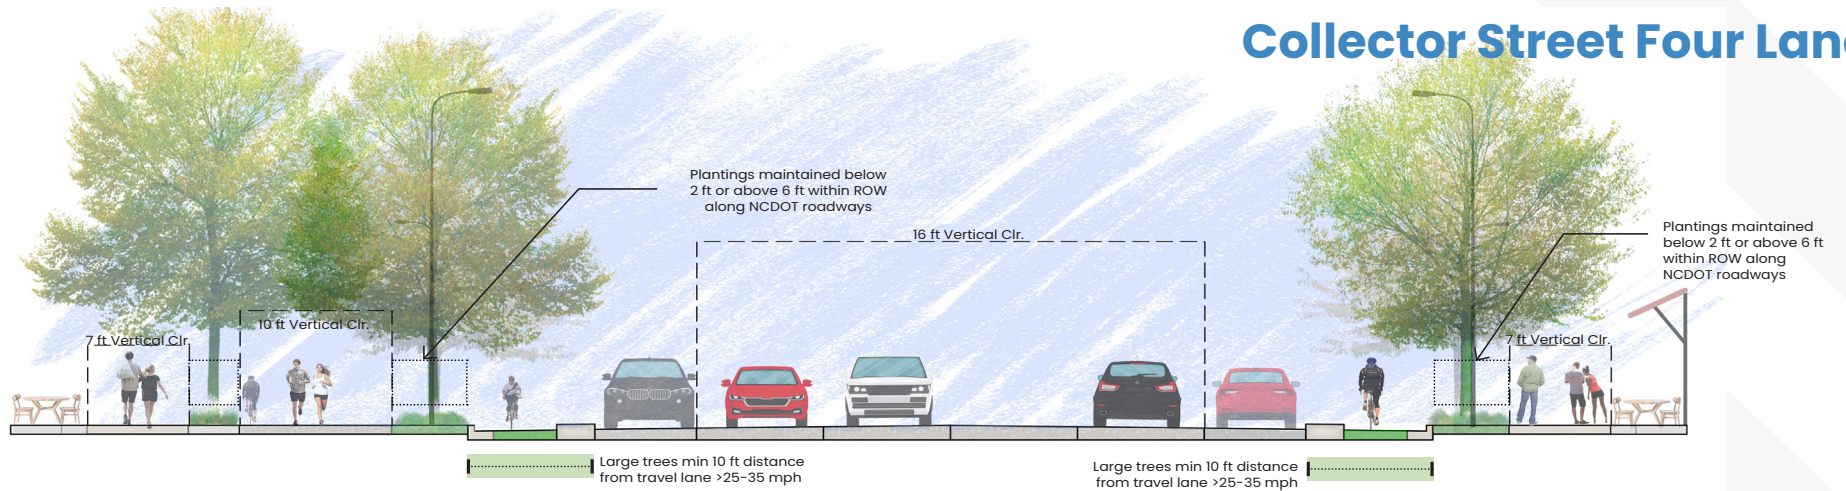 Collector Street Four Lan
Plantings maintained below
2 ft or above 6 ft within ROW
along NCDOT roadways
16 ft Vertical Clr.
Plantings maintained
below 2 ft or above 6 ft
within ROW along
NCDOT roadways
10 ft Vertical Clr.
7 ft Vertical Clr.
7 ft Vertical Clr.
Large trees min 10 ft distance
from travel lane >25-35 mph
Large trees min 10 ft distance
from travel lane >25-35 mph